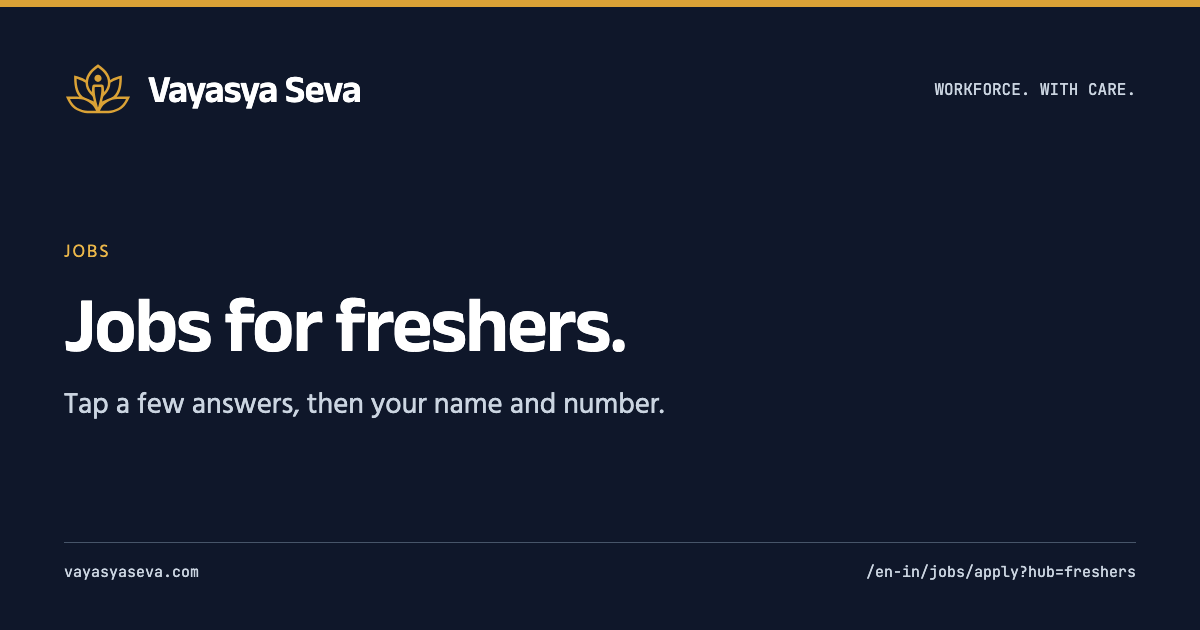 Vayasya Seva
WORKFORCE. WITH CARE.
JOBS
Jobs for freshers.
Tap a few answers, then your name and number.
vayasyaseva.com
/en-in/jobs/apply?hub=freshers